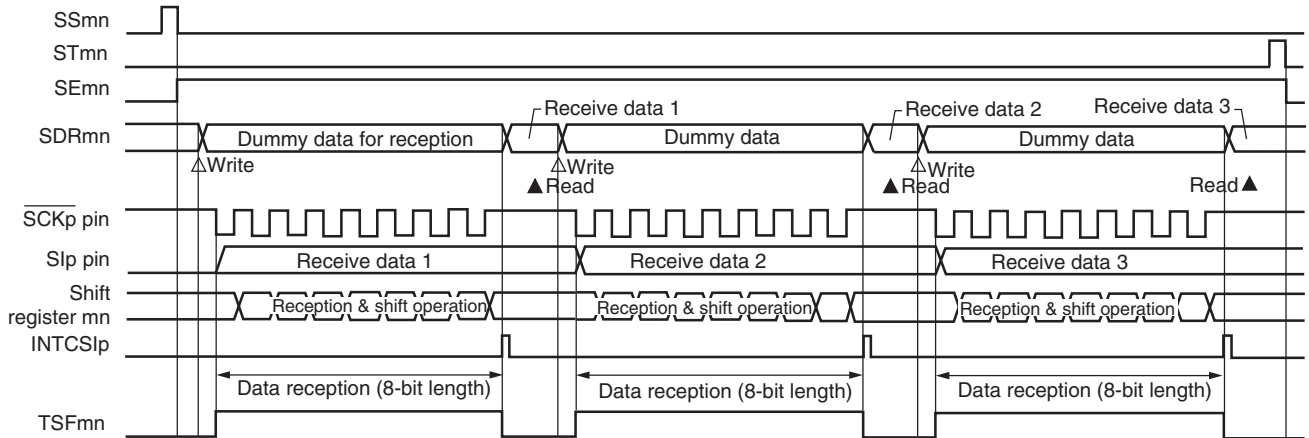 SSmn
STmn
SEmn
Receive data 1
Receive data 2
Receive data 3
SDRmn
Dummy data for reception
Dummy data
Dummy data
△Write
△Write
△Write
▲Read
▲Read
Read▲
SCKp pin
SIp pin
Receive data 1
Receive data 2
Receive data 3
Shift
register mn
Reception & shift operation
Reception & shift operation
Reception & shift operation
INTCSIp
Data reception (8-bit length)
Data reception (8-bit length)
Data reception (8-bit length)
TSFmn